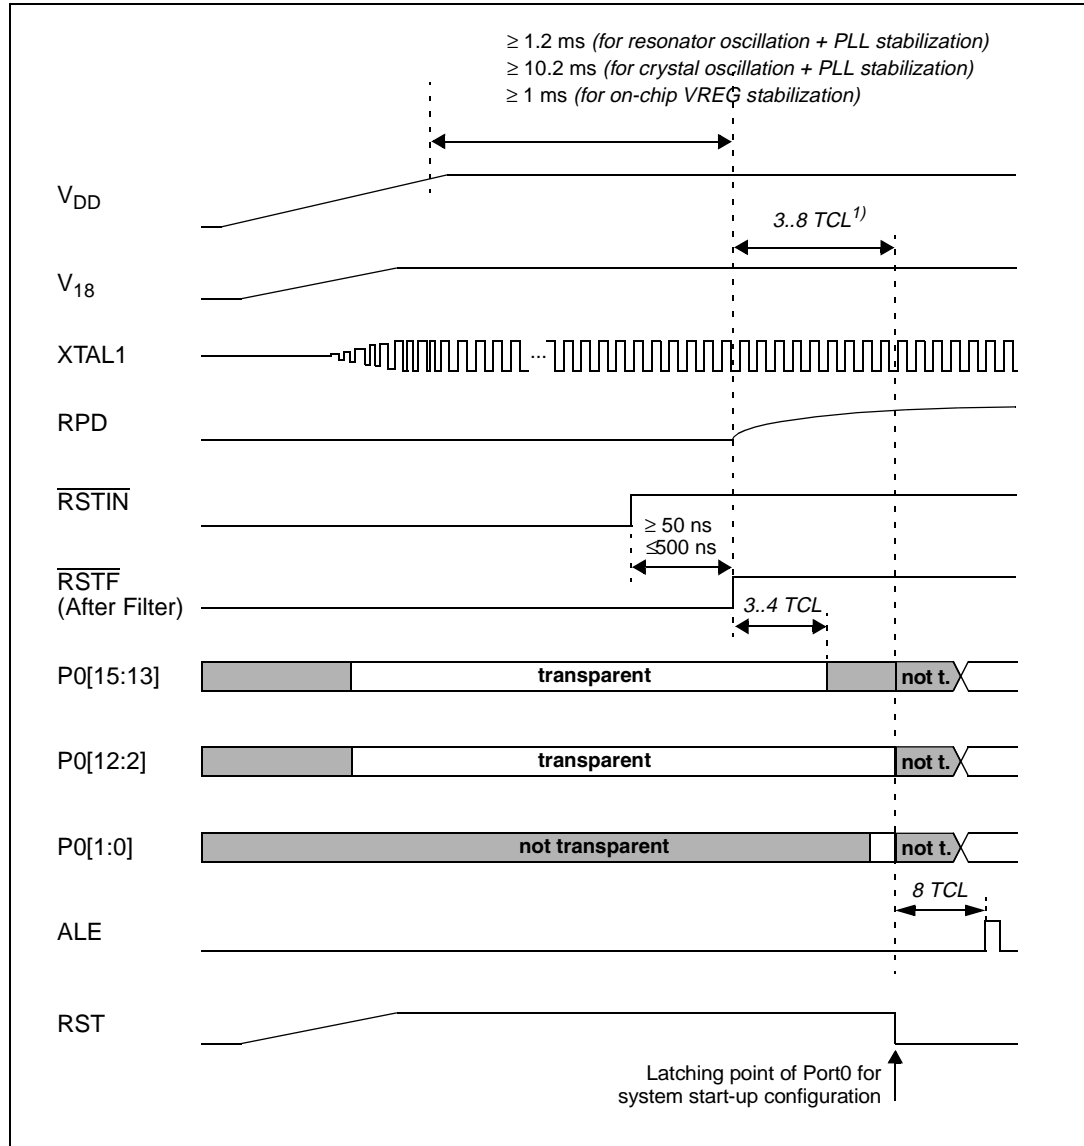 ≥ 1.2 ms (for resonator oscillation + PLL stabilization)
≥ 10.2 ms (for crystal oscillation + PLL stabilization)
≥ 1 ms (for on-chip VREG stabilization)
VDD
3..8 TCL1)
V18
XTAL1
...
RPD
RSTIN
≥ 50 ns
≤500 ns
RSTF
(After Filter)
3..4 TCL
P0[15:13]
transparent
not t.
P0[12:2]
transparent
not t.
P0[1:0]
not transparent
not t.
8 TCL
ALE
RST
Latching point of Port0 for
system start-up configuration